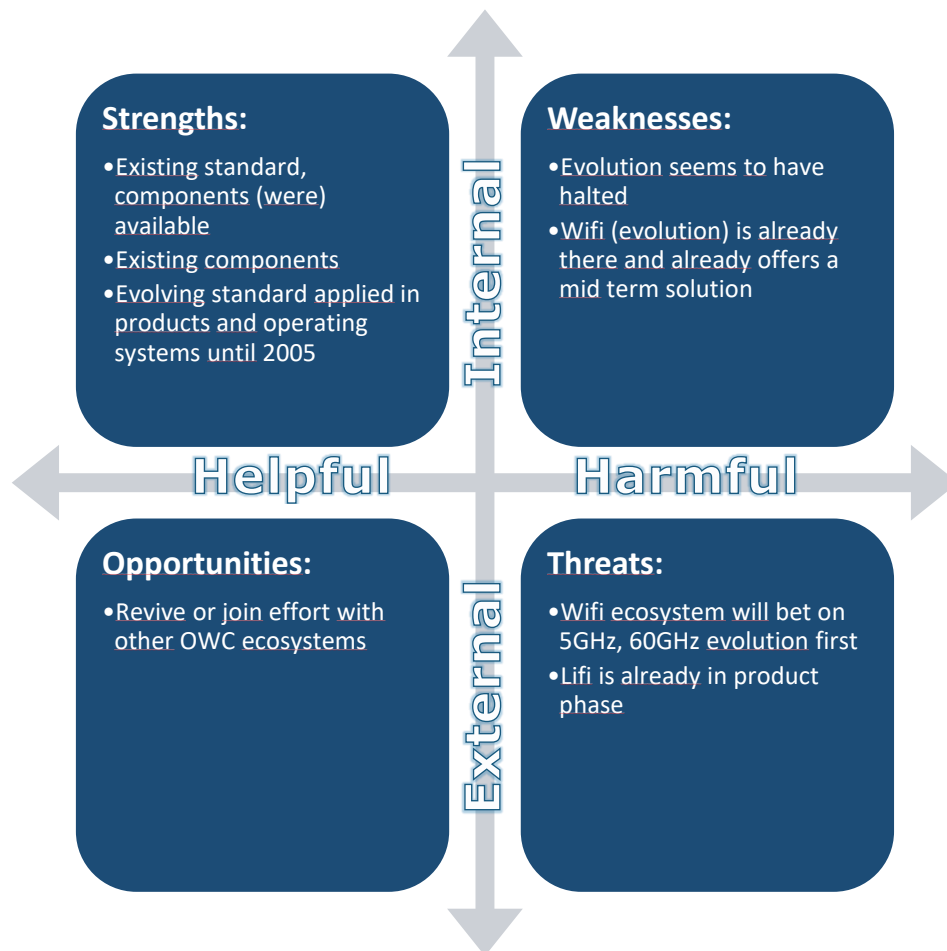 Strengths:
•Existing standard,
components (were)
available
•Existing components
•Evolving standard applied in
products and operating
systems until 2005
Weaknesses:
•Evolution seems to have
halted
•Wifi (evolution) is already
there and already offers a
mid term solution
Internal
Helpful
Harmful
Opportunities:
•Revive or join effort with
other OWC ecosystems
Threats:
•Wifi ecosystem will bet on
5GHz, 60GHz evolution first
•Lifi is already in product
phase
External